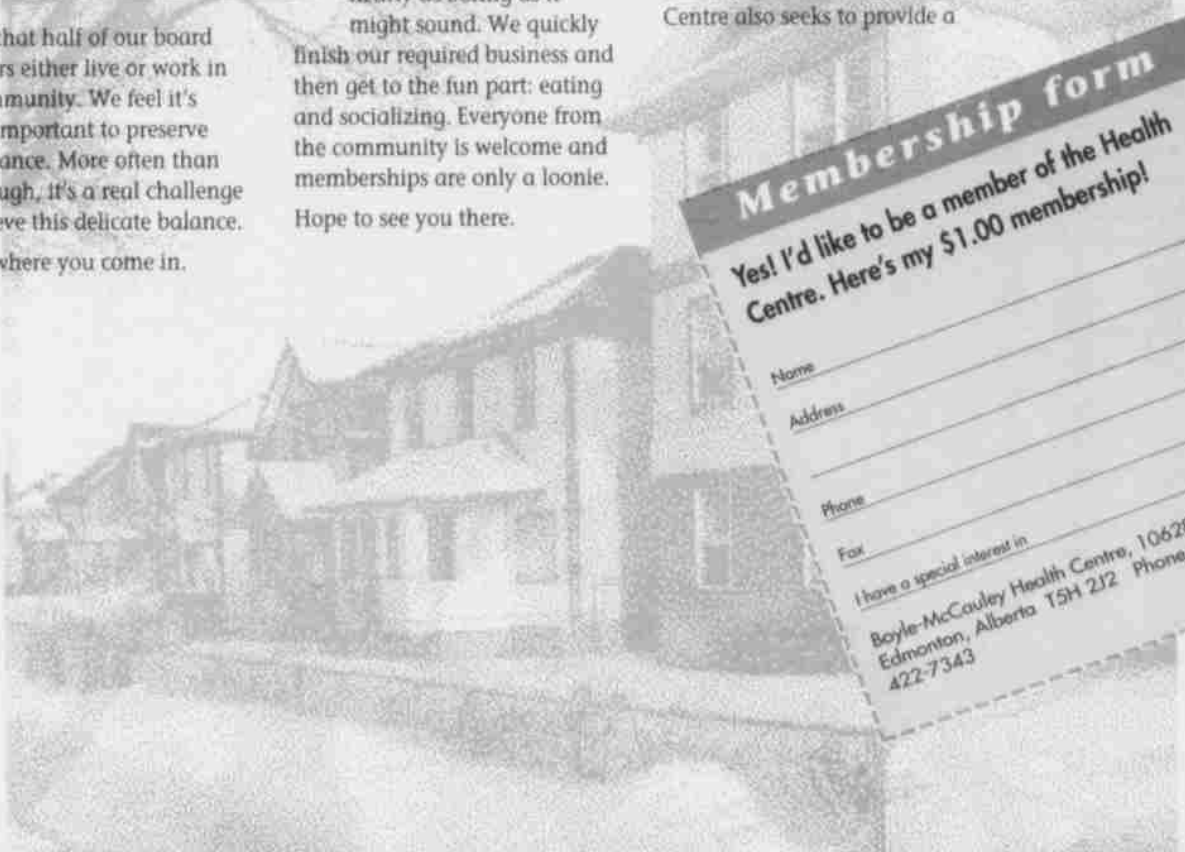 hat half of our board
rs either live or work in
mmunity. We feel it's
mportant to preserve
ance. More often than
ugh, it's a real challenge
eve this delicate balance.
where you come in.
might sound. We quickly
finish our required business and
then get to the fun part: eating
and socializing. Everyone from
the community is welcome and
memberships are only a loonie.
Hope to see you there.
Centre also seeks to provide a
Membership form
Yes! I'd like to be a member of the Health
Centre. Here's my $1.00 membership!
Name
Address
Phone
Fax
I have a special interest in
Boyle-McCauley Health Centre, 1062
Edmonton, Alberta T5H 2J2 Phone
422-7343